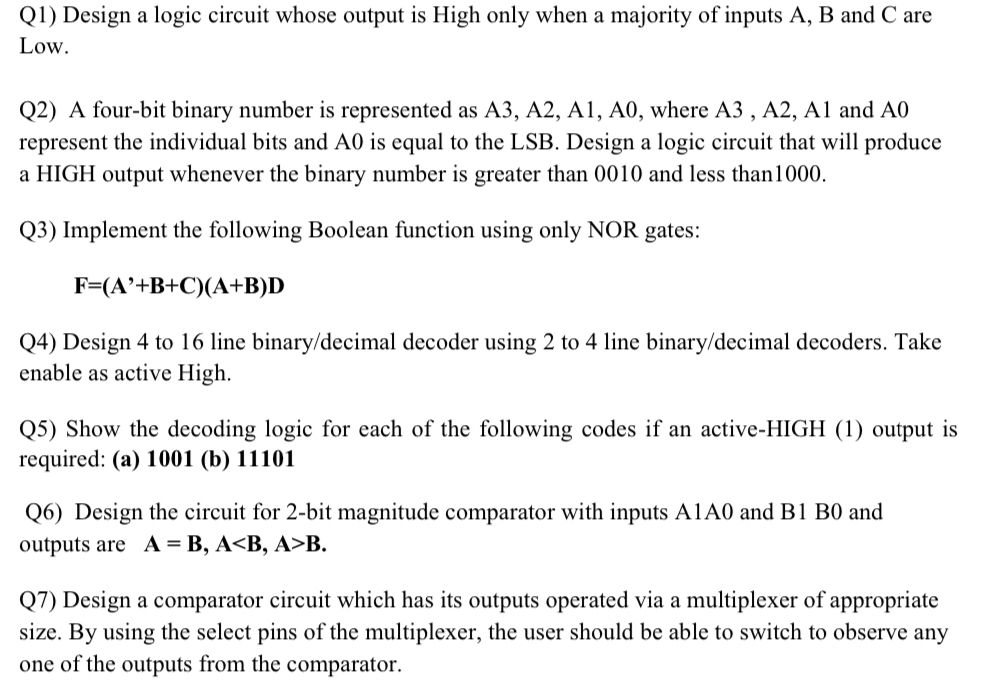 Q1) Design a logic circuit whose output is High only when a majority of inputs A, B and C are
Low.
Q2)  A four-bit binary number is represented as A3, A2, A1, A0, where A3 , A2, A1 and A0
represent the individual bits and A0 is equal to the LSB. Design a logic circuit that will produce
a HIGH output whenever the binary number is greater than 0010 and less than1000.
Q3) Implement the following Boolean function using only NOR gates:
F=(A’+B+C)(A+B)D
Q4) Design 4 to 16 line binary/decimal decoder using 2 to 4 line binary/decimal decoders. Take
enable as active High.
Q5) Show the decoding logic for each of the following codes if an active-HIGH (1) output is
required: (a) 1001 (b) 11101
Q6)  Design the circuit for 2-bit magnitude comparator with inputs A1A0 and B1 B0 and
outputs are   A = B, A<B, A>B.
Q7) Design a comparator circuit which has its outputs operated via a multiplexer of appropriate
size. By using the select pins of the multiplexer, the user should be able to switch to observe any
one of the outputs from the comparator.